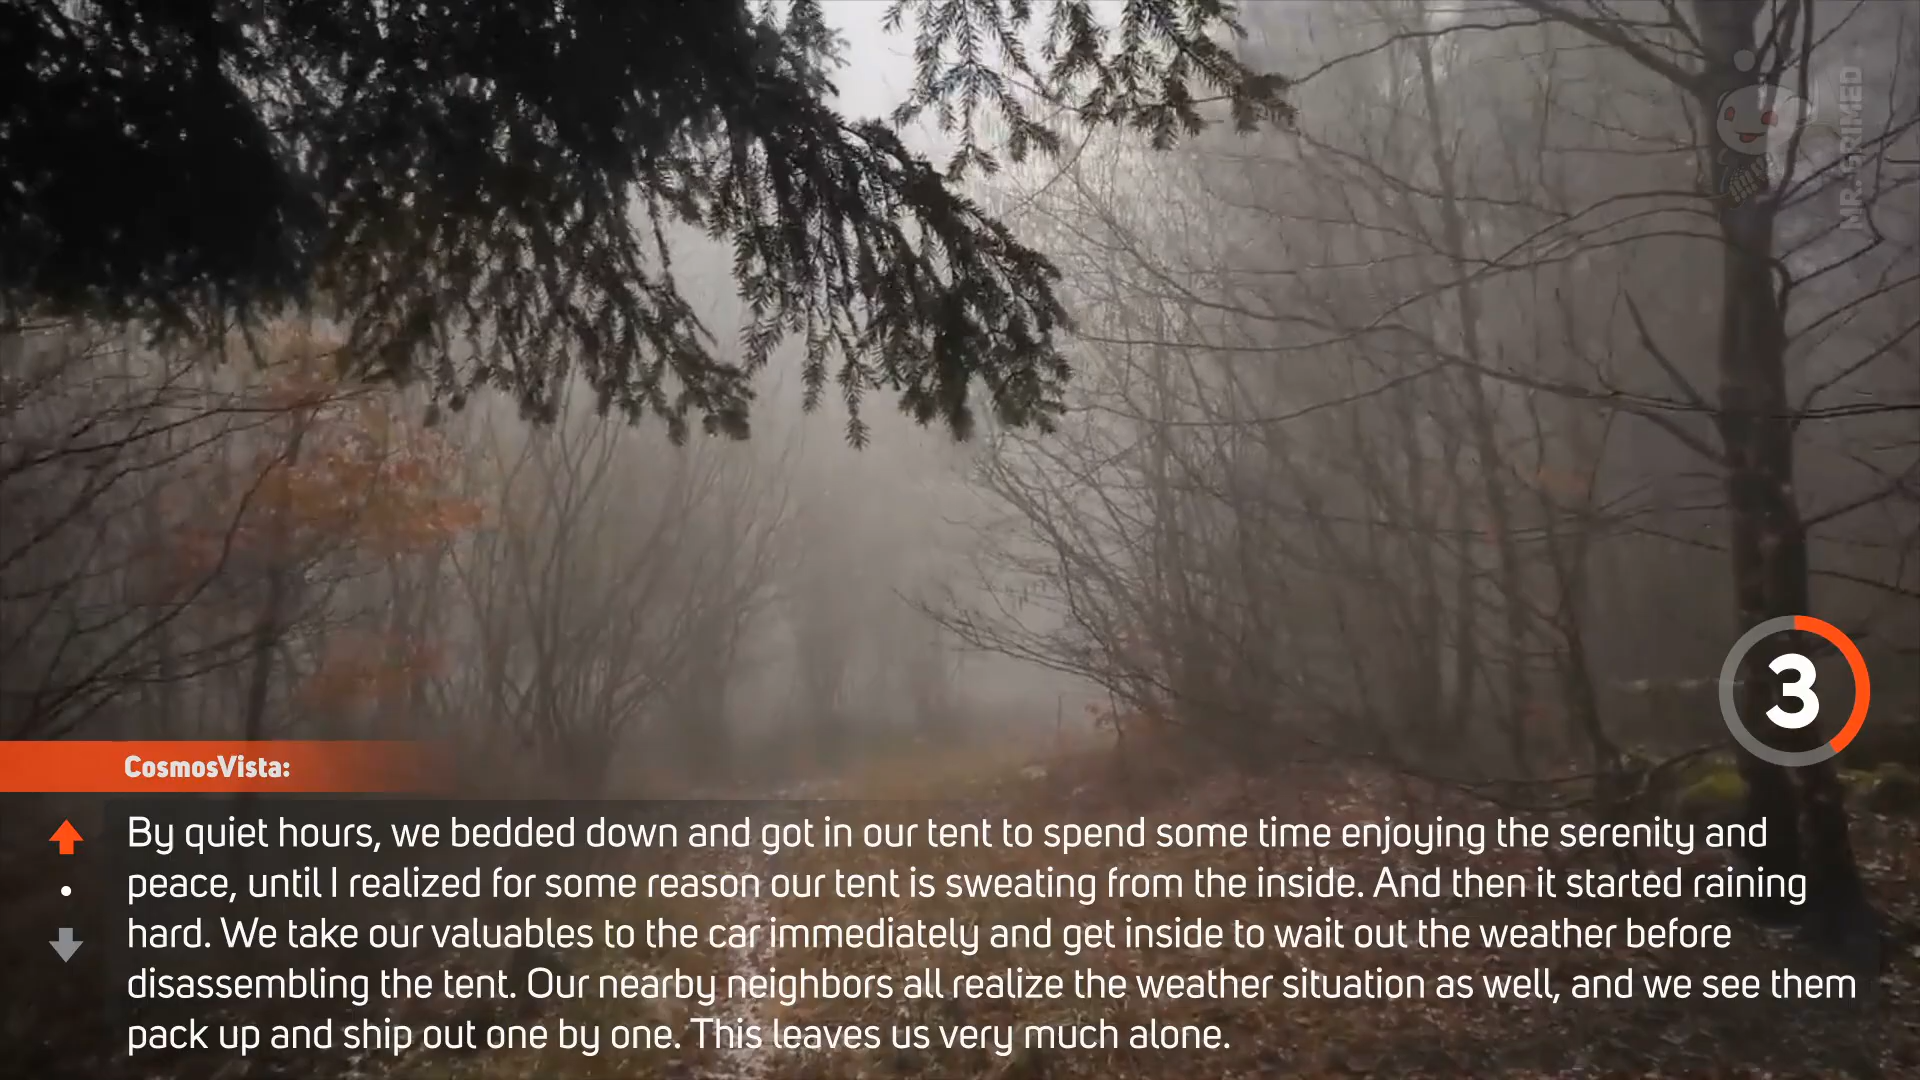 MR.GRIMED
3
CosmosVista:
By quiet hours, we bedded down and got in our tent to spend some time enjoying the serenity and
peace, until I realized for some reason our tent is sweating from the inside. And then it started raining
hard. We take our valuables to the car immediately and get inside to wait out the weather before
disassembling the tent. Our nearby neighbors all realize the weather situation as well, and we see them
pack up and ship out one by one. This leaves us very much alone.